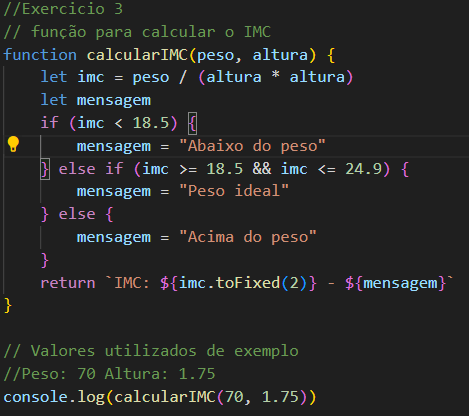 //Exercicio 3
// função para calcular o IMC
function calcularIMC(peso, altura) {
    let imc = peso / (altura * altura)
    let mensagem
    if (imc < 18.5) {
        mensagem = "Abaixo do peso"
    } else if (imc >= 18.5 && imc <= 24.9) {
        mensagem = "Peso ideal"
    } else {
        mensagem = "Acima do peso"
    }
    return `IMC: ${imc.toFixed(2)} - ${mensagem}`
}

// Valores utilizados de exemplo
//Peso: 70 Altura: 1.75
console.log(calcularIMC(70, 1.75))